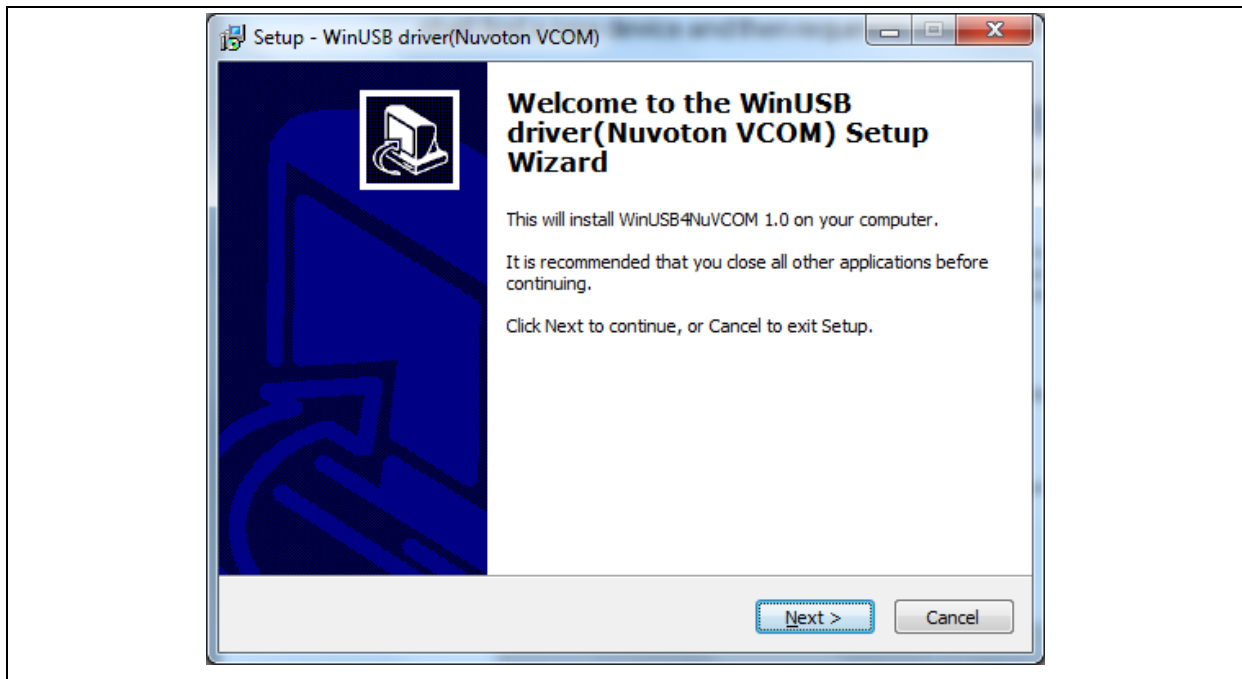 Setup - WinUSB driver(Nuvoton VCOM)
Welcome to the WinUSB
driver(Nuvoton VCOM) Setup
Wizard
This will install WinUSB4NuVCOM 1.0 on your computer.
It is recommended that you close all other applications before
continuing.
Click Next to continue, or Cancel to exit Setup.
Next >
Cancel